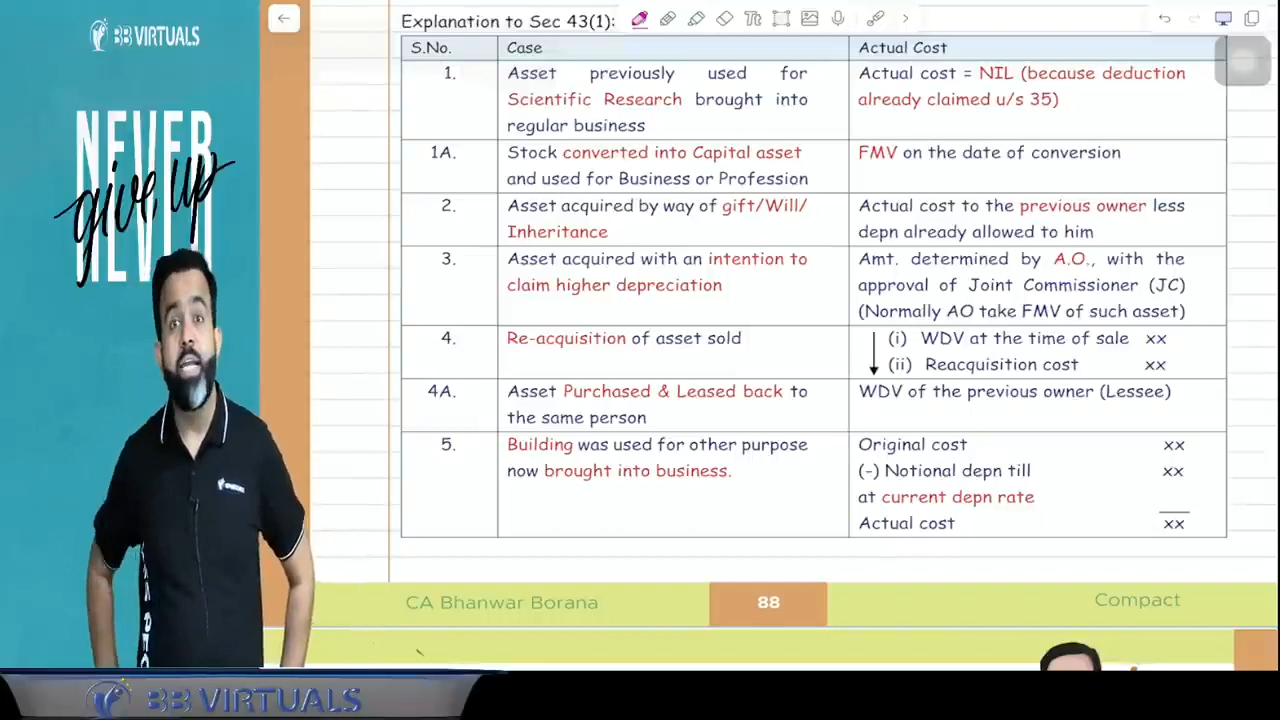 BB VIRTUALS
NEVER
give up
NEVER
Explanation to Sec 43(1):
S.No. Case Actual Cost
1. Asset previously used for Actual cost = NIL (because deduction
Scientific Research brought into already claimed u/s 35)
regular business
1A. Stock converted into Capital asset FMV on the date of conversion
and used for Business or Profession
2. Asset acquired by way of gift/Will/ Actual cost to the previous owner less
Inheritance depn already allowed to him
3. Asset acquired with an intention to Amt. determined by A.O., with the
claim higher depreciation approval of Joint Commissioner (JC)
(Normally AO take FMV of such asset)
4. Re-acquisition of asset sold (i) WDV at the time of sale xx
(ii) Reacquisition cost xx
4A. Asset Purchased & Leased back to WDV of the previous owner (Lessee)
the same person
5. Building was used for other purpose Original cost xx
now brought into business. (-) Notional depn till xx
at current depn rate
Actual cost xx
CA Bhanwar Borana 88 Compact
BB VIRTUALS